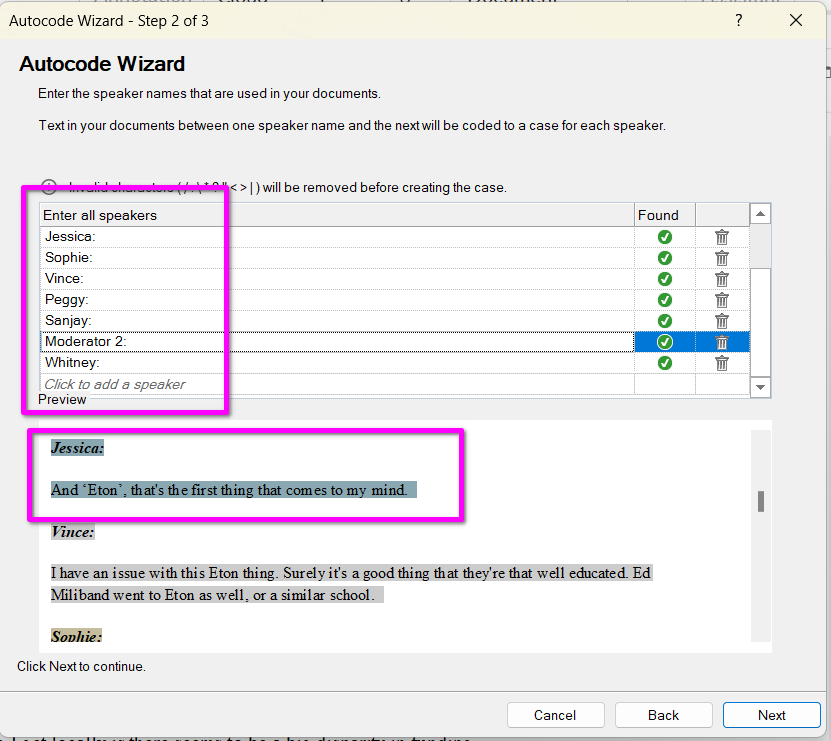 Autocode Wizard - Step 2 of 3
?
Autocode Wizard
Enter the speaker names that are used in your documents.
Text in your documents between one speaker name and the next will be coded to a case for each speaker.
Invalid characters ( / : \ * ? " < > | ) will be removed before creating the case.
Enter all speakers Found
Jessica:
Sophie:
Vince:
Peggy:
Sanjay:
Moderator 2:
Whitney:
Click to add a speaker
Preview
Jessica:
And ‘Eton’, that's the first thing that comes to my mind.
Vince:
I have an issue with this Eton thing. Surely it's a good thing that they're that well educated. Ed
Miliband went to Eton as well, or a similar school.
Sophie:
Click Next to continue.
Cancel Back Next